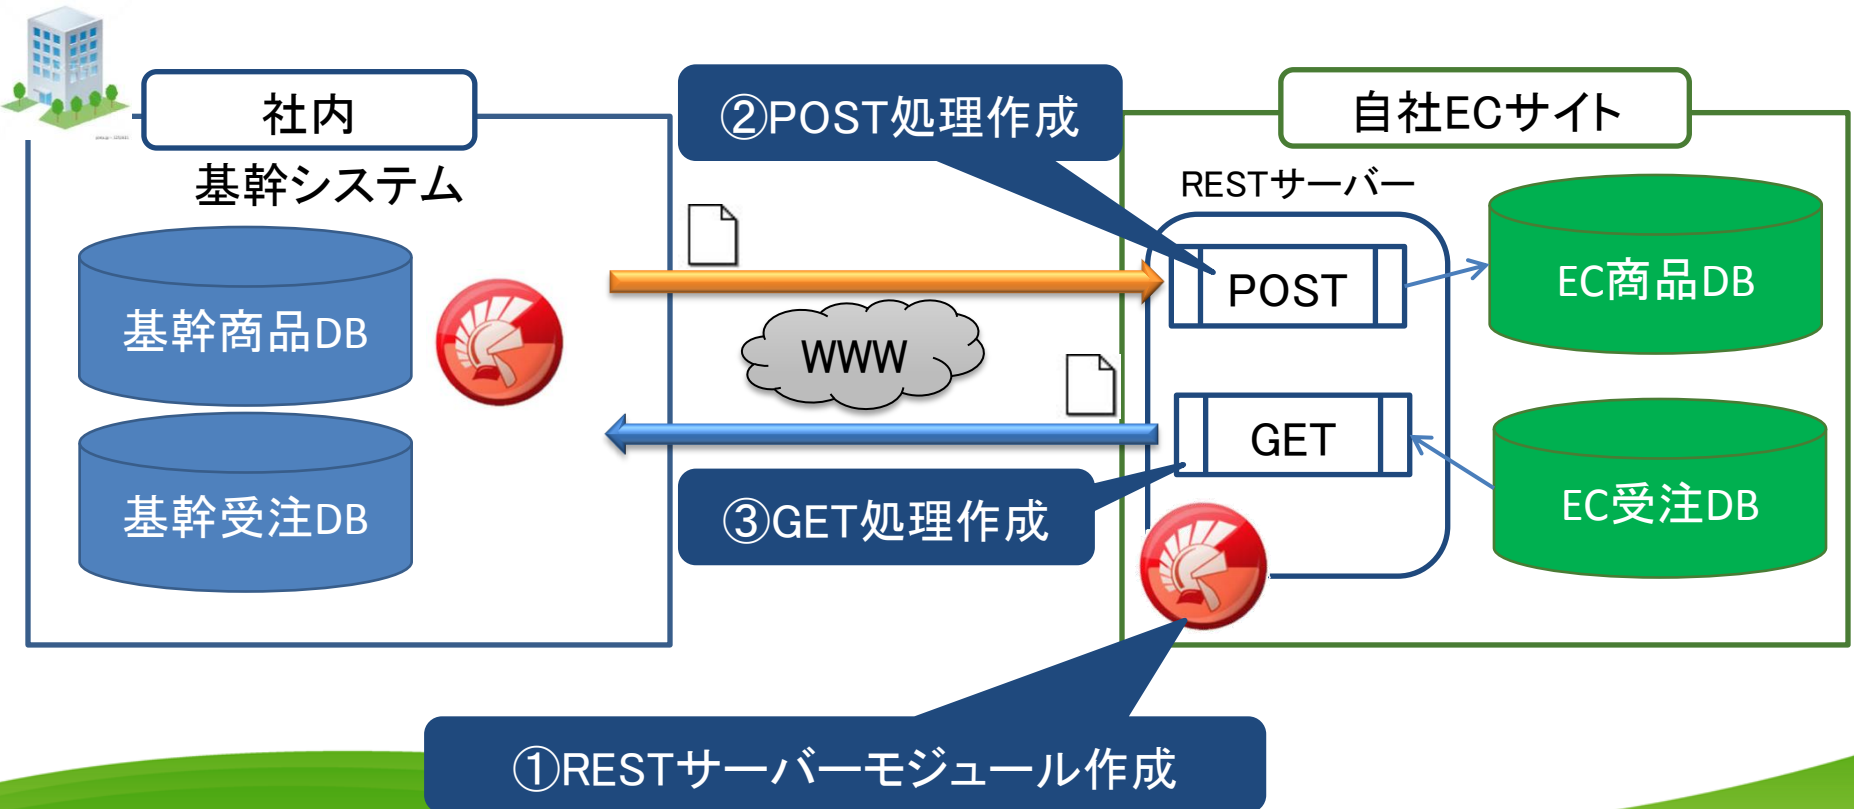 社内
②POST処理作成
自社ECサイト
基幹システム
RESTサーバー
基幹商品DB
POST
EC商品DB
WWW
GET
基幹受注DB
③GET処理作成
EC受注DB
①RESTサーバーモジュール作成